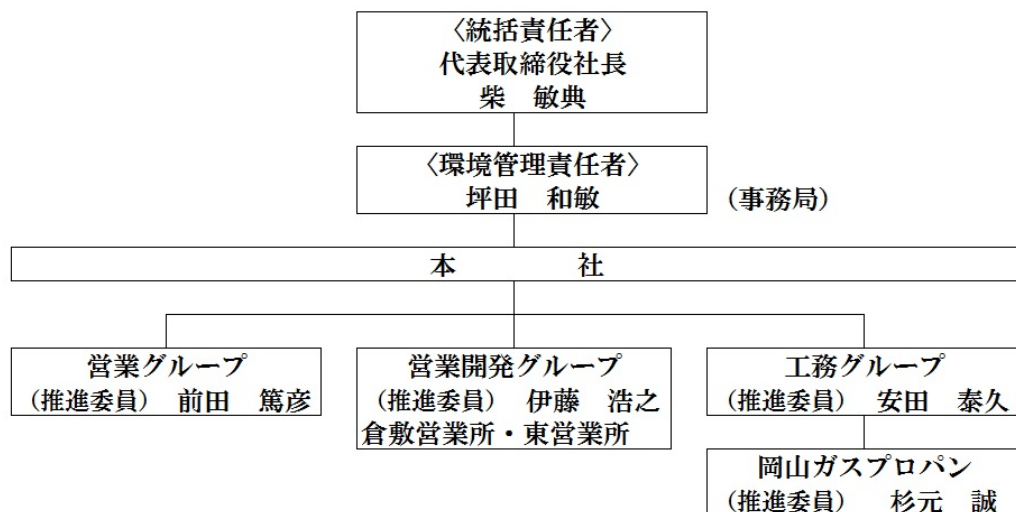 〈統括責任者〉
代表取締役社長
柴　敏典
〈環境管理責任者〉
坪田　和敏
（事務局）
本　　　　社
営業グループ
（推進委員）　前田　篤彦
営業開発グループ
（推進委員）　伊藤　浩之
倉敷営業所・東営業所
工務グループ
（推進委員）　安田　泰久
岡山ガスプロパン
（推進委員）　杉元　誠